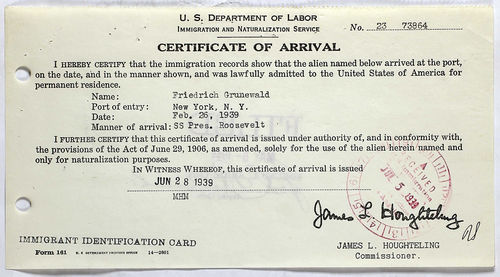 U. S. DEPARTMENT OF LABOR
IMMIGRATION AND NATURALIZATION SERVICE
No. 23 73864
CERTIFICATE OF ARRIVAL
I HEREBY CERTIFY that the immigration records show that the alien named below arrived at the port,
on the date, and in the manner shown, and was lawfully admitted to the United States of America for
permanent residence.
Name: Friedrich Grunewald
Port of entry: New York, N. Y.
Date: Feb. 26, 1939
Manner of arrival: SS Pres. Roosevelt
I FURTHER CERTIFY that this certificate of arrival is issued under authority of, and in conformity with,
the provisions of the Act of June 29, 1906, as amended, solely for the use of the alien herein named and
only for naturalization purposes.
IN WITNESS WHEREOF, this certificate of arrival is issued
JUN 28 1939
MHM
RECEIVED
JUL 5 1939
James L. Houghteling
JAMES L. HOUGHTELING
Commissioner.
IMMIGRANT IDENTIFICATION CARD
Form 161 U. S. GOVERNMENT PRINTING OFFICE 14—2801